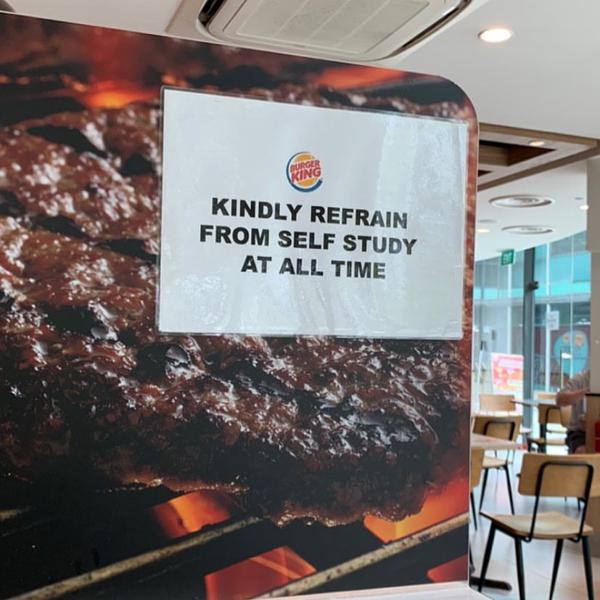 BURGER
KING
KINDLY REFRAIN
FROM SELF STUDY
AT ALL TIME